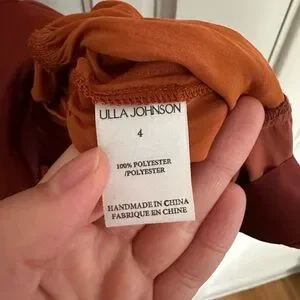 ULLA JOHNSON
4
100% POLYESTER
/POLYESTER
HANDMADE IN CHINA
FABRIQUE EN CHINE